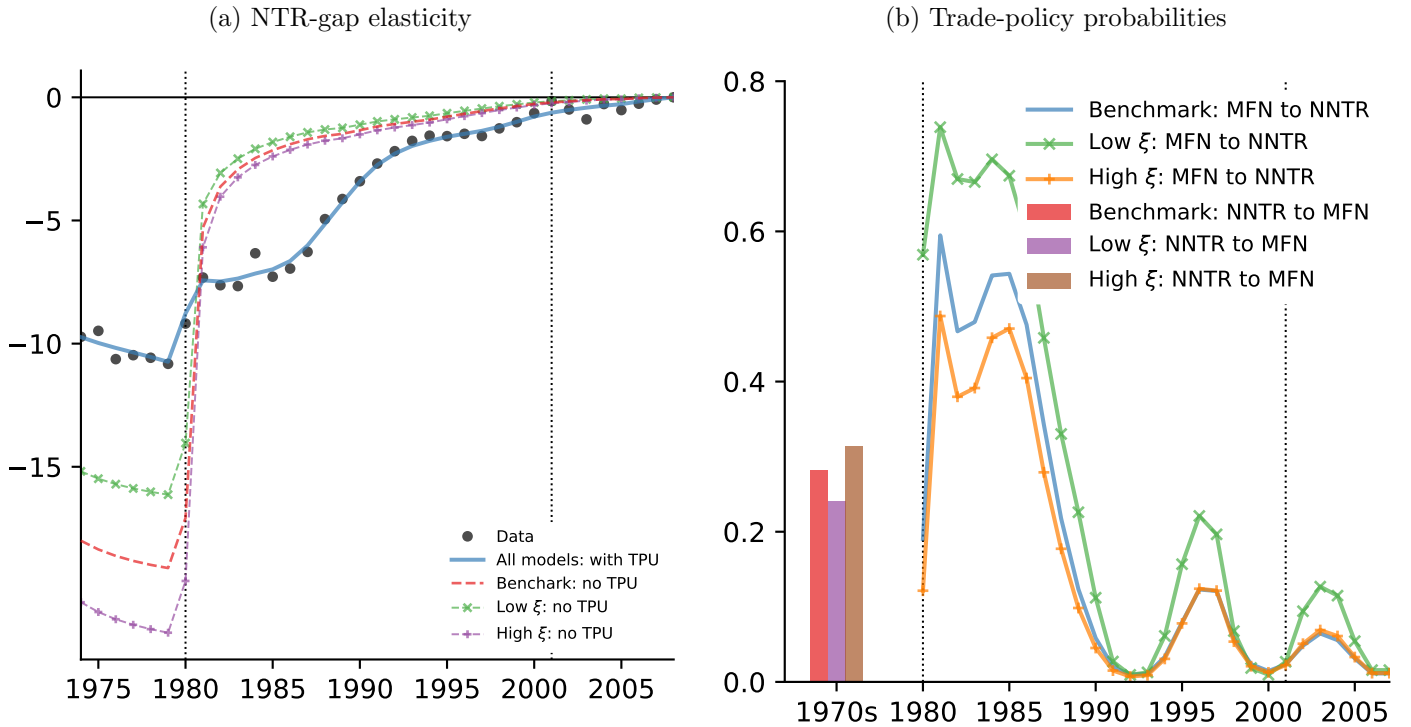 (a) NTR-gap elasticity
0
−5
−10
−15
1975 1980 1985 1990 1995 2000 2005
Data
All models: with TPU
Benchark: no TPU
Low ξ: no TPU
High ξ: no TPU
(b) Trade-policy probabilities
0.8
0.6
0.4
0.2
0.0
1970s 1980 1985 1990 1995 2000 2005
Benchmark: MFN to NNTR
Low ξ: MFN to NNTR
High ξ: MFN to NNTR
Benchmark: NNTR to MFN
Low ξ: NNTR to MFN
High ξ: NNTR to MFN